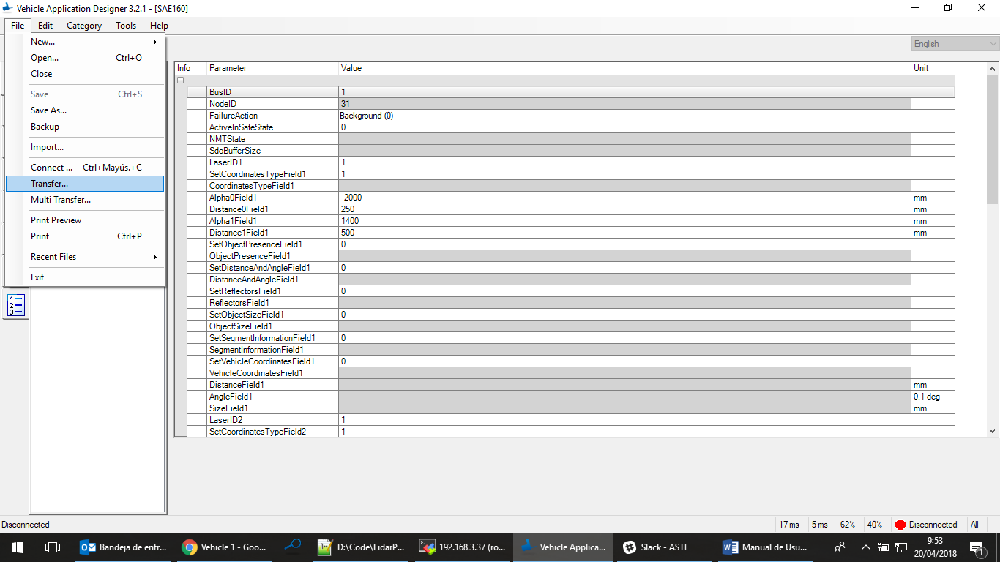 Vehicle Application Designer 3.2.1 - [SAE160]
File Edit Category Tools Help
New...
Open... Ctrl+O
Close
Save Ctrl+S
Save As...
Backup
Import...
Connect ... Ctrl+Mayús.+C
Transfer...
Multi Transfer...
Print Preview
Print Ctrl+P
Recent Files
Exit
English
Info Parameter Value Unit
BusID 1
NodeID 31
FailureAction Background (0)
ActiveInSafeState 0
NMTState
SdoBufferSize
LaserID1 1
SetCoordinatesTypeField1 1
CoordinatesTypeField1
Alpha0Field1 -2000 mm
Distance0Field1 250 mm
Alpha1Field1 1400 mm
Distance1Field1 500 mm
SetObjectPresenceField1 0
ObjectPresenceField1
SetDistanceAndAngleField1 0
DistanceAndAngleField1
SetReflectorsField1 0
ReflectorsField1
SetObjectSizeField1 0
ObjectSizeField1
SetSegmentInformationField1 0
SegmentInformationField1
SetVehicleCoordinatesField1 0
VehicleCoordinatesField1
DistanceField1 mm
AngleField1 0.1 deg
SizeField1 mm
LaserID2 1
SetCoordinatesTypeField2 1
1
2
3
Disconnected 17 ms 5 ms 62% 40% Disconnected All
Bandeja de entr... Vehicle 1 - Goo... D:\Code\LidarP... 192.168.3.37 (ro... Vehicle Applica... Slack - ASTI Manual de Usu... 9:53
20/04/2018 1